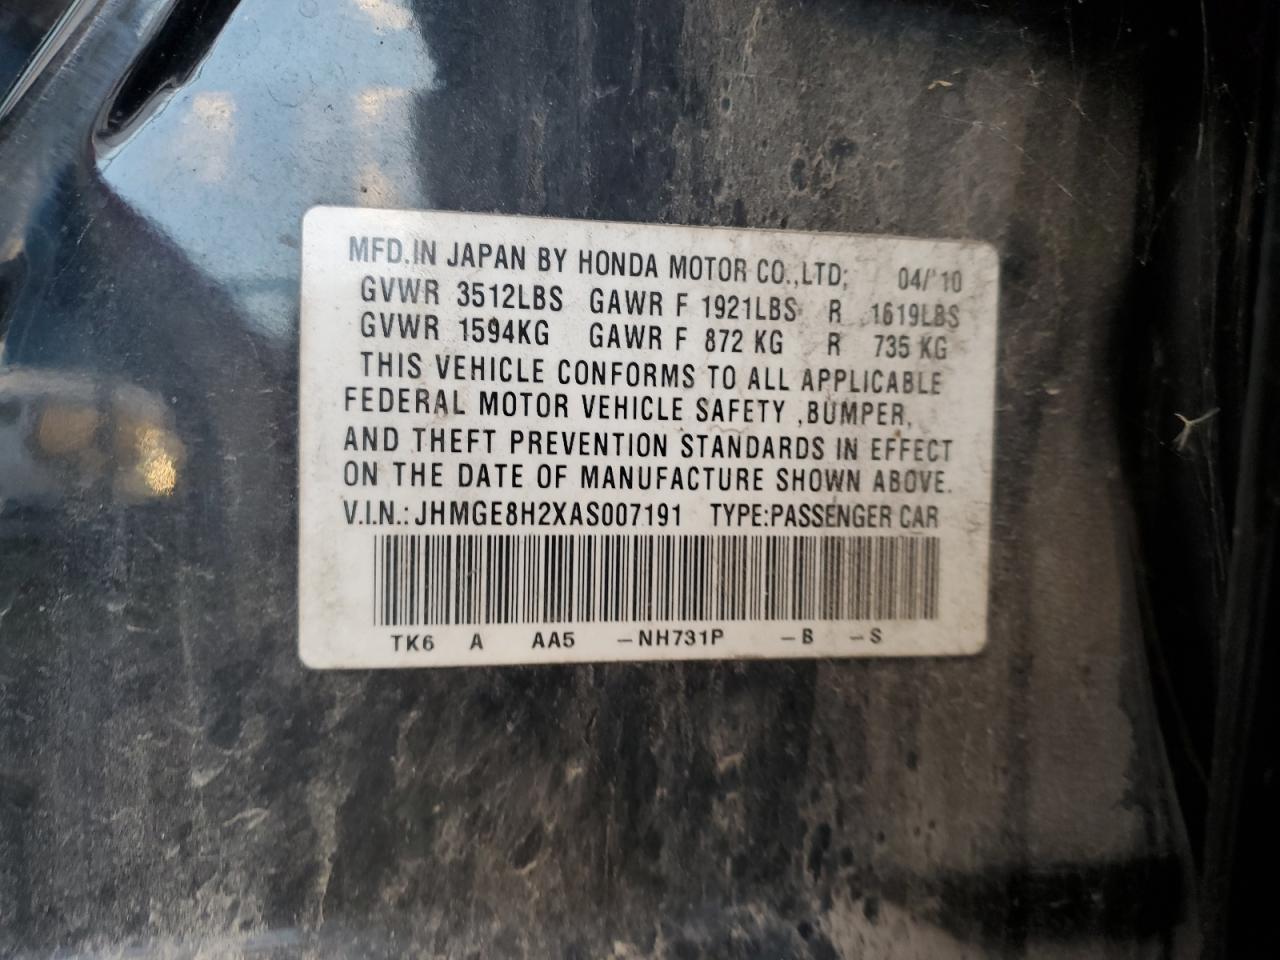 MFD.IN JAPAN BY HONDA MOTOR CO.,LTD; 04/'10
GVWR 3512LBS GAWR F 1921LBS R 1619LBS
GVWR 1594KG GAWR F 872 KG R 735 KG
THIS VEHICLE CONFORMS TO ALL APPLICABLE
FEDERAL MOTOR VEHICLE SAFETY ,BUMPER,
AND THEFT PREVENTION STANDARDS IN EFFECT
ON THE DATE OF MANUFACTURE SHOWN ABOVE.
V.I.N.: JHMGE8H2XAS007191 TYPE:PASSENGER CAR
TK6 A AA5 -NH731P -B -S